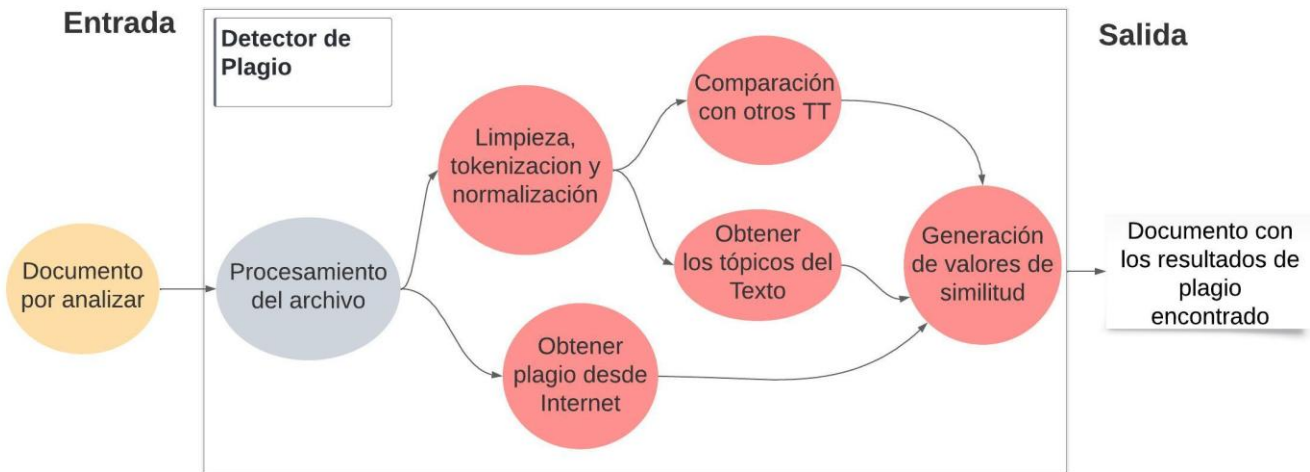 Entrada
Detector de
Plagio
Salida
Documento
por analizar
Procesamiento
del archivo
Limpieza,
tokenizacion y
normalización
Comparación
con otros TT
Obtener
los tópicos del
Texto
Obtener
plagio desde
Internet
Generación
de valores de
similitud
Documento con
los resultados de
plagio
encontrado